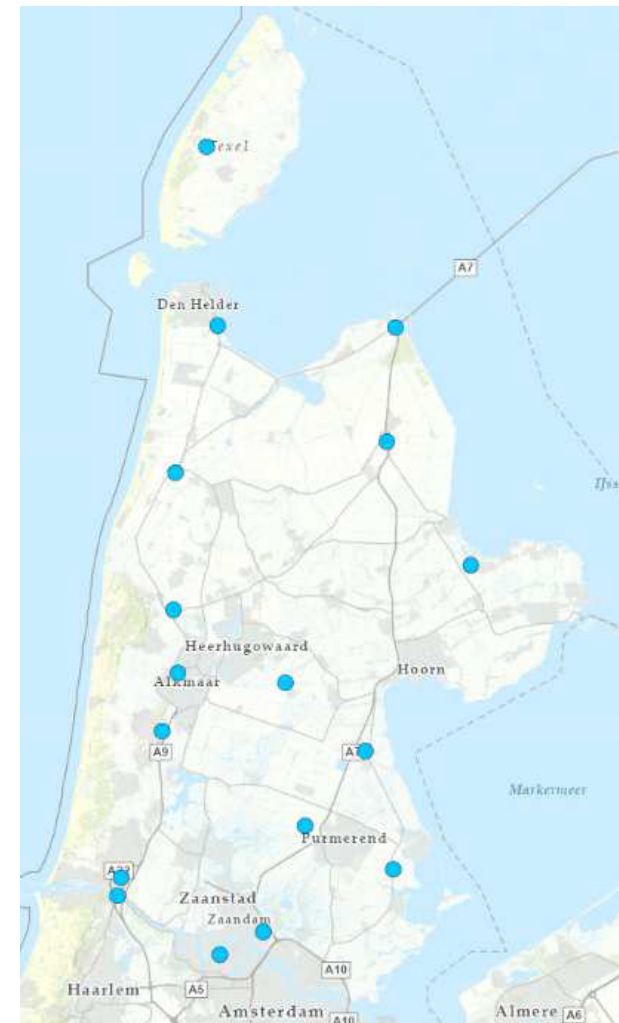 Texel
A7
Den Helder
IJss
Heerhugowaard
Hoorn
Alkmaar
A9
A7
Markermeer
Purmerend
A22
Zaanstad
Zaandam
A10
Haarlem
A5
Amsterdam
A10
Almere
A6